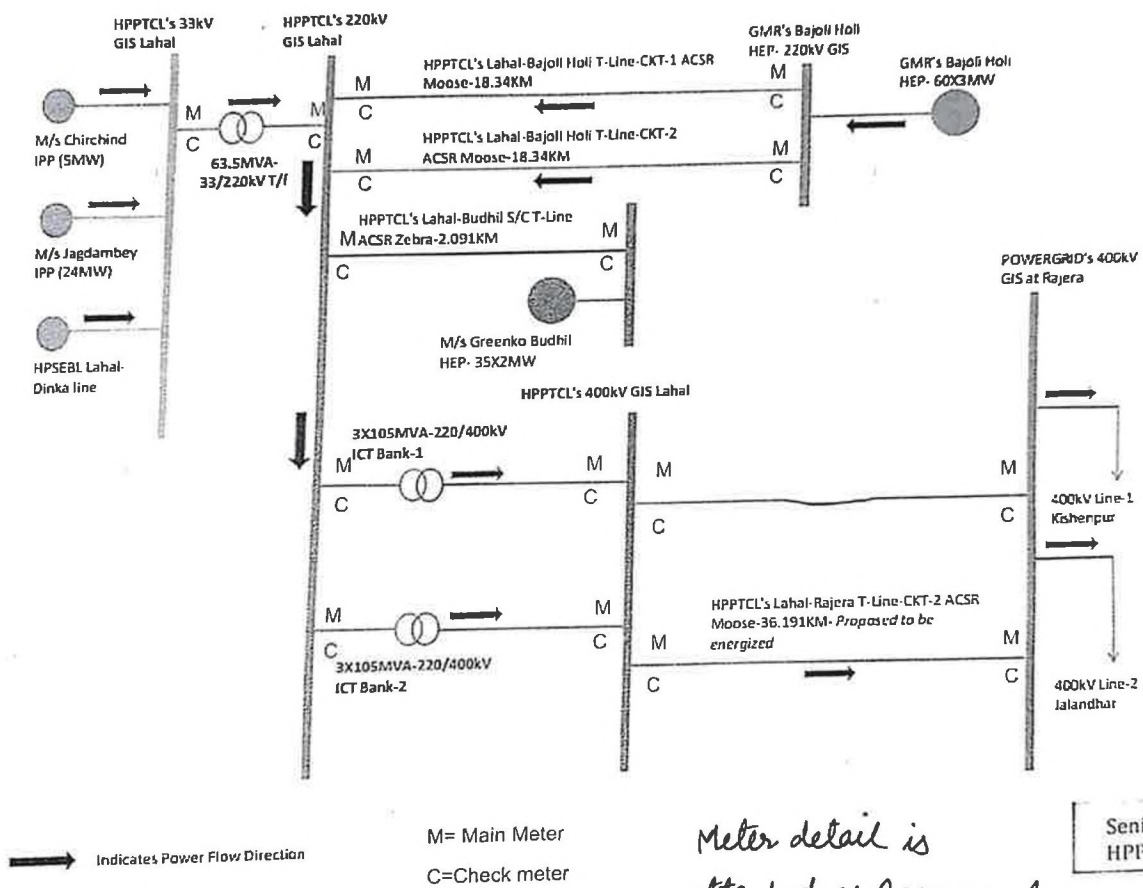 HPPTCL's 33kV
GIS Lahal
HPPTCL's 220kV
GIS Lahal
GMR's Bajoli Holi
HEP- 220kV GIS
GMR's Bajoli Holi
HEP- 60X3MW
HPPTCL's Lahal-Bajoli Holi T-Line-CKT-1 ACSR
Moose-18.34KM
M
C
M
C
M
C
M
C
M/s Chirchind
IPP (5MW)
63.5MVA-
33/220kV T/f
HPPTCL's Lahal-Bajoli Holi T-Line-CKT-2
ACSR Moose-18.34KM
M
C
M
C
M/s Jagdambey
IPP (24MW)
HPPTCL's Lahal-Budhil S/C T-Line
ACSR Zebra-2.091KM
M
C
M
C
M/s Greenko Budhil
HEP- 35X2MW
HPSEBL Lahal-
Dinka line
POWERGRID's 400kV
GIS at Rajera
HPPTCL's 400kV GIS Lahal
3X105MVA-220/400kV
ICT Bank-1
M
C
M
C
M
C
M
C
400kV Line-1
Kishenpur
3X105MVA-220/400kV
ICT Bank-2
M
C
M
C
HPPTCL's Lahal-Rajera T-Line-CKT-2 ACSR
Moose-36.191KM- Proposed to be
energized
M
C
M
C
400kV Line-2
Jalandhar
Indicates Power Flow Direction
M= Main Meter
C=Check meter
Meter detail is
Seni
HPP